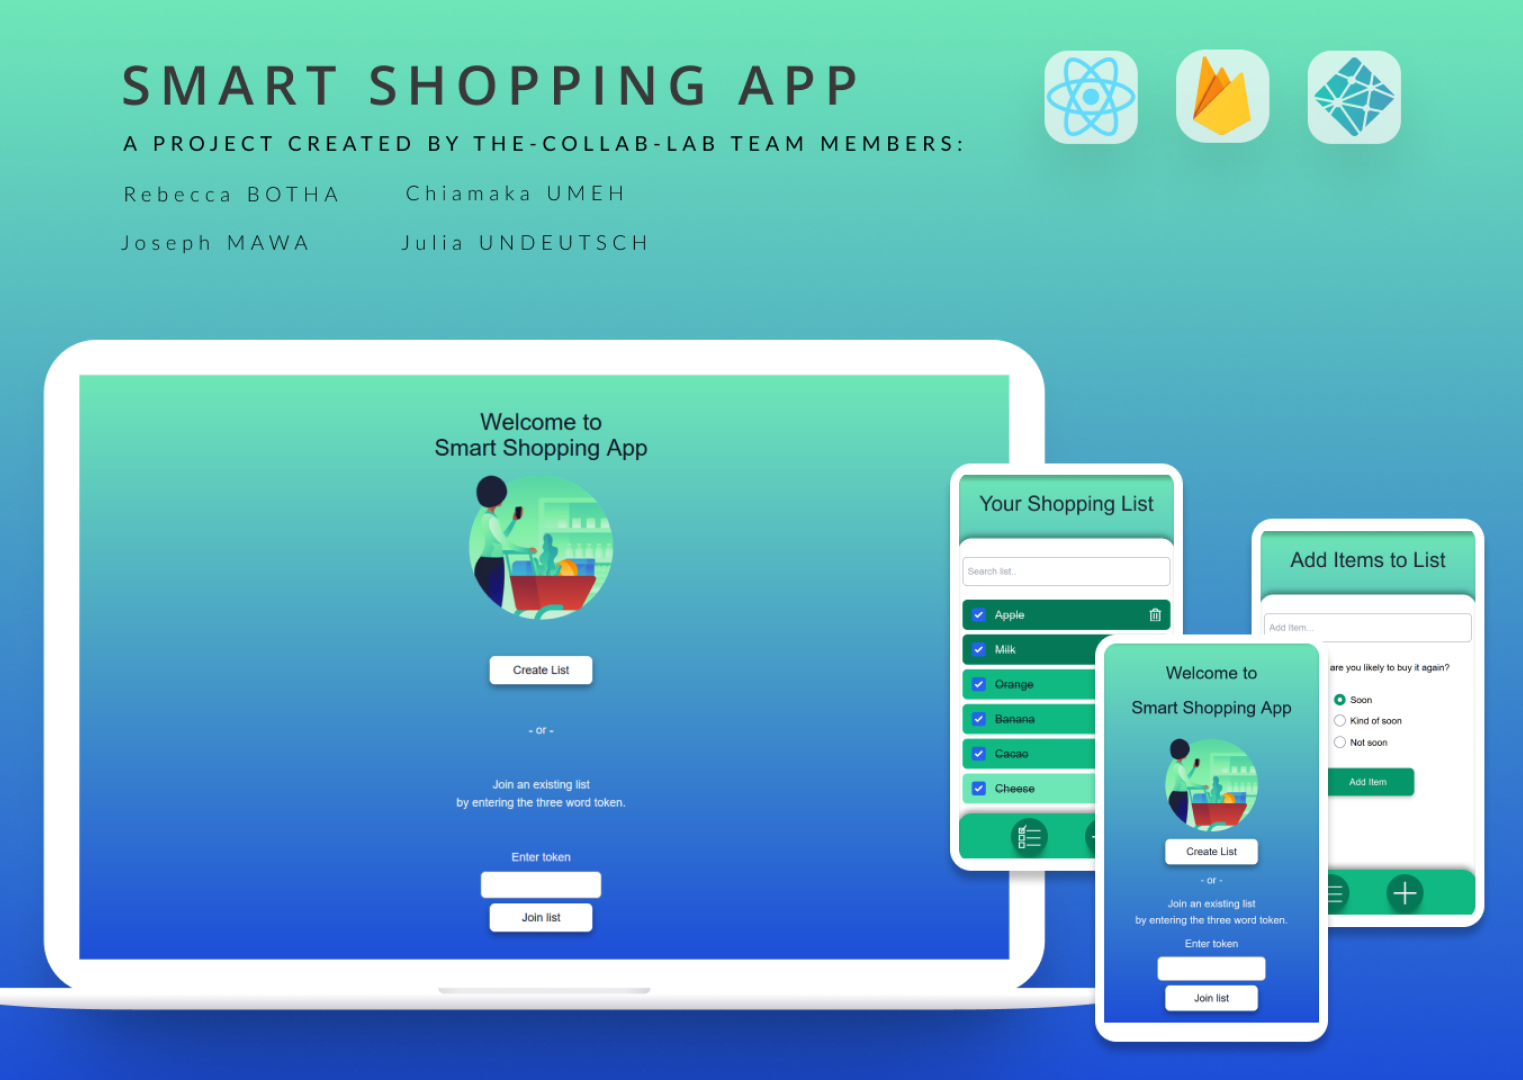 SMART SHOPPING APP
A PROJECT CREATED BY THE-COLLAB-LAB TEAM MEMBERS:
Rebecca BOTHA
Chiamaka UMEH
Joseph MAWA
Julia UNDEUTSCH
Welcome to
Smart Shopping App
Create List
- or -
Join an existing list
by entering the three word token.
Enter token
Join list
Your Shopping List
Search list..
Apple
Milk
Orange
Banana
Cacao
Cheese
Welcome to
Smart Shopping App
Create List
- or -
Join an existing list
by entering the three word token.
Enter token
Join list
Add Items to List
Add Item...
are you likely to buy it again?
Soon
Kind of soon
Not soon
Add Item